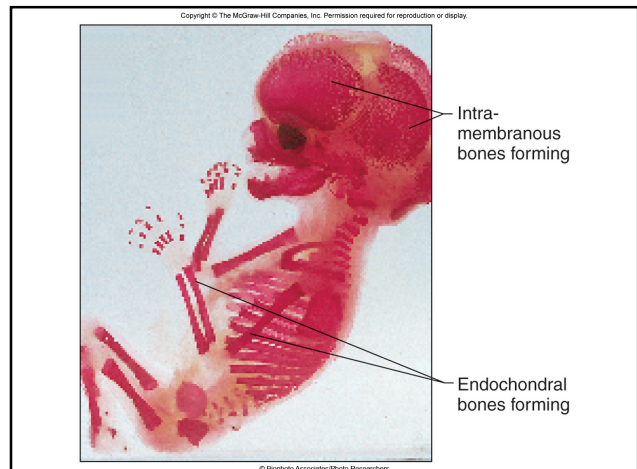 Copyright © The McGraw-Hill Companies, Inc. Permission required for reproduction or display.
Intra-
membranous
bones forming
Endochondral
bones forming
© Biophoto Associates/Photo Researchers